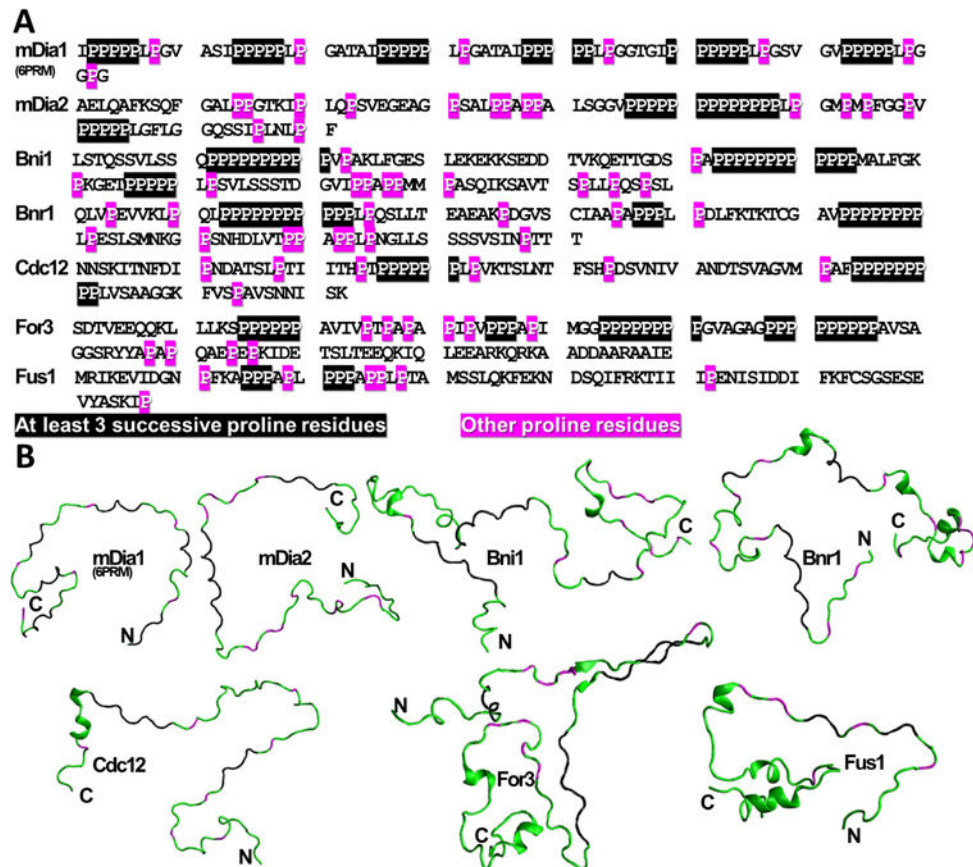 A
mDia1 IPPPPPLPGV ASIPPPPPLP GATAIPPPPP LPGATAIPPP PPLPGGTGIP PPPPPLPGSV GVPPPPPLPG
(6PRM) GPG
mDia2 AELQAFKSQF GALPPGTKIP LQPSVEGEAG PSALPPAPPA LSGGVPPPPP PPPPPPPPLP GMPMPFGGPV
PPPPPLGFLG GQSSIPLNLP F
Bni1 LSTQSSVLSS QPPPPPPPPP PVPAKLFGES LEKEKKSEDD TVKQETTGDS PAPPPPPPPP PPPPMALFGK
PKGETPPPPP LPSVLSSSTD GVIPPAPPMM PASQIKSAVT SPLLPQSPSL
Bnr1 QLVPEVVKLP QLPPPPPPPP PPPLPQSLLT EAEAKPDGVS CIAAPAPPPL PDLFKTKTCG AVPPPPPPPP
LPESLSMNKG PSNHDLVTPP APPLPNGLLS SSSVSINPTT T
Cdc12 NNSKITNFDI PNDATSLPTI ITHPTPPPPP PLPVKTSLNT FSHPDSVNIV ANDTSVAGVM PAFPPPPPPP
PPLVSAAGGK FVSPAVSNNI SK
For3 SDTVEEQQKL LLKSPPPPPP AVIVPTPAPA PIPVPPPAPI MGGPPPPPPP PGVAGAGPPP PPPPPPAVSA
GGSRYYAPAP QAEPEPKIDE TSLTEEQKIQ LEEARKQRKA ADDAARAAIE
Fus1 MRIKEVIDGN PFKAPPPAPL PPPAPPLPTA MSSLQKFEKN DSQIFRKTII IPENISIDDI FKFCSGSESE
VYASKIP
At least 3 successive proline residues Other proline residues
B
mDia1
(6PRM)
C
N
mDia2
C
N
Bni1
C
N
Bnr1
N
C
Cdc12
C
N
For3
N
C
Fus1
C
N